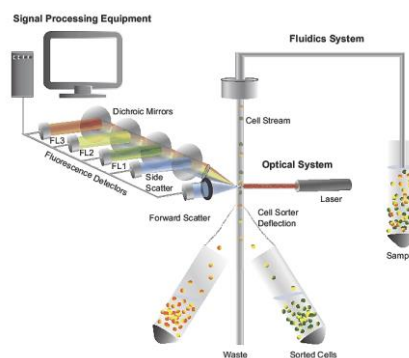 Signal Processing Equipment
Fluidics System
Dichroic Mirrors
Cell Stream
FL3
FL2
FL1
Side
Scatter
Fluorescence Detectors
Optical System
Laser
Forward Scatter
Cell Sorter
Deflection
Samp
Waste
Sorted Cells